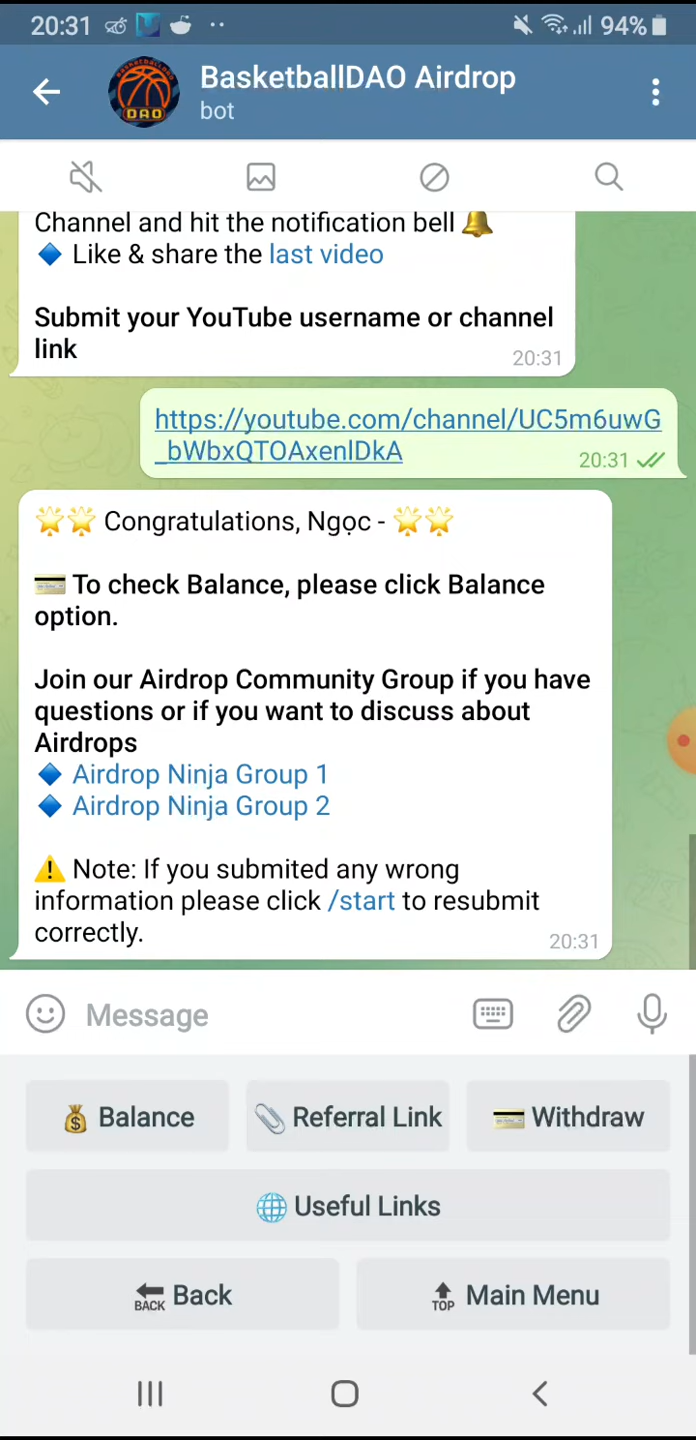 20:31
94%
BasketballDAO Airdrop
DAO
bot
Channel and hit the notification bell 🔔
🔹 Like & share the last video
Submit your YouTube username or channel
link
20:31
https://youtube.com/channel/UC5m6uwG
_bWbxQTOAxenlDkA
20:31
🌟🌟 Congratulations, Ngọc - 🌟🌟
💳 To check Balance, please click Balance
option.
Join our Airdrop Community Group if you have
questions or if you want to discuss about
Airdrops
🔹 Airdrop Ninja Group 1
🔹 Airdrop Ninja Group 2
⚠️ Note: If you submited any wrong
information please click /start to resubmit
correctly.
20:31
Message
💰 Balance
📎 Referral Link
💳 Withdraw
🌐 Useful Links
🔙 Back
🔝 Main Menu